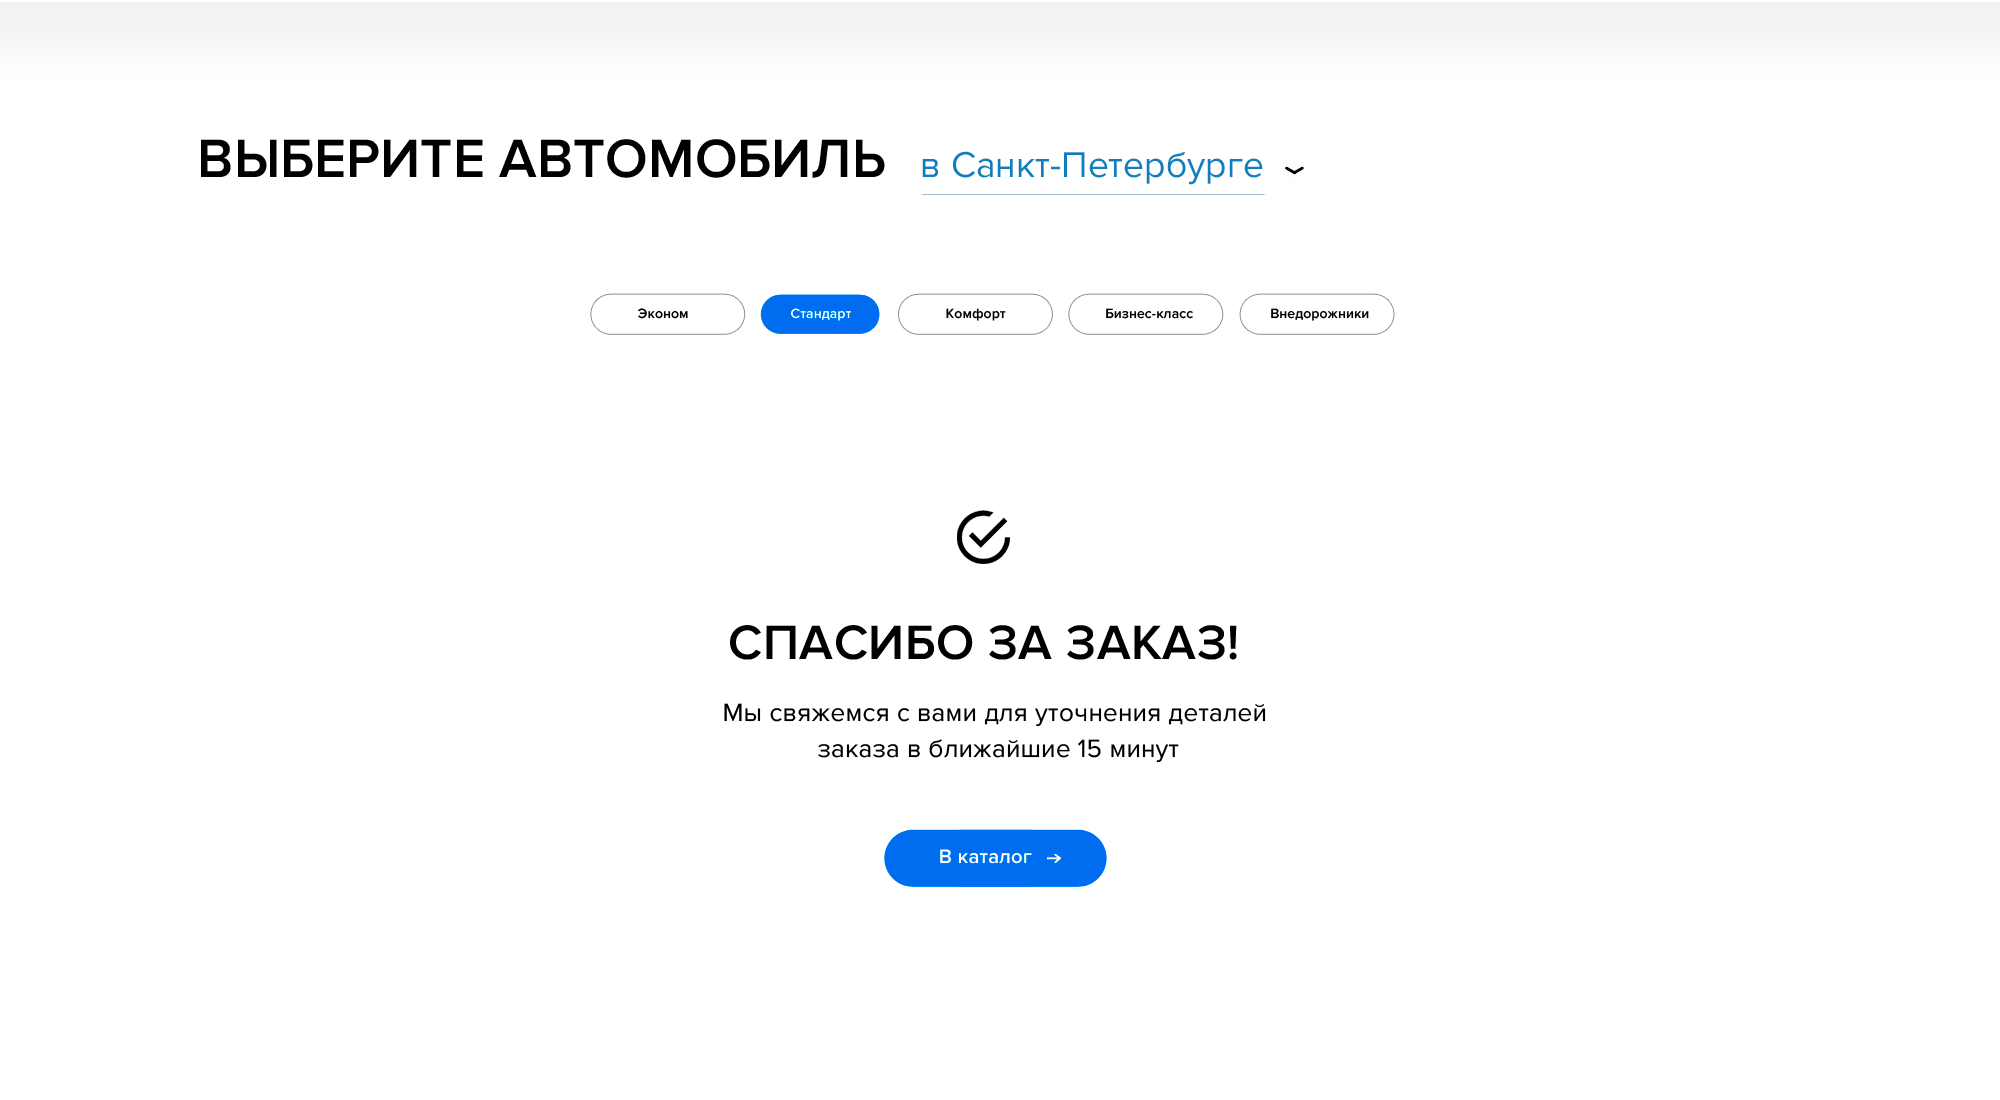 ВЫБЕРИТЕ АВТОМОБИЛЬ в Санкт-Петербурге
Эконом Стандарт Комфорт Бизнес-класс Внедорожники
СПАСИБО ЗА ЗАКАЗ!
Мы свяжемся с вами для уточнения деталей
заказа в ближайшие 15 минут
В каталог →